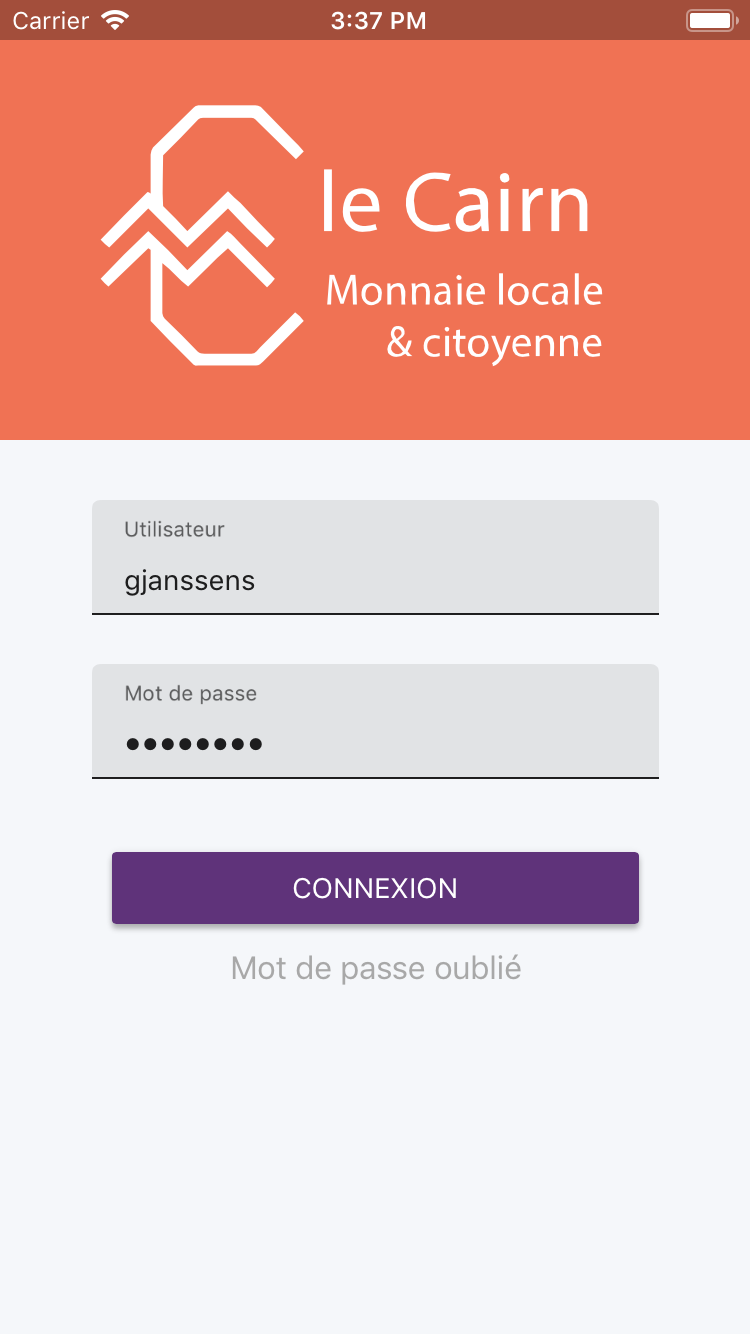 Carrier 3:37 PM
le Cairn
Monnaie locale
& citoyenne
Utilisateur
gjanssens
Mot de passe
••••••••
CONNEXION
Mot de passe oublié